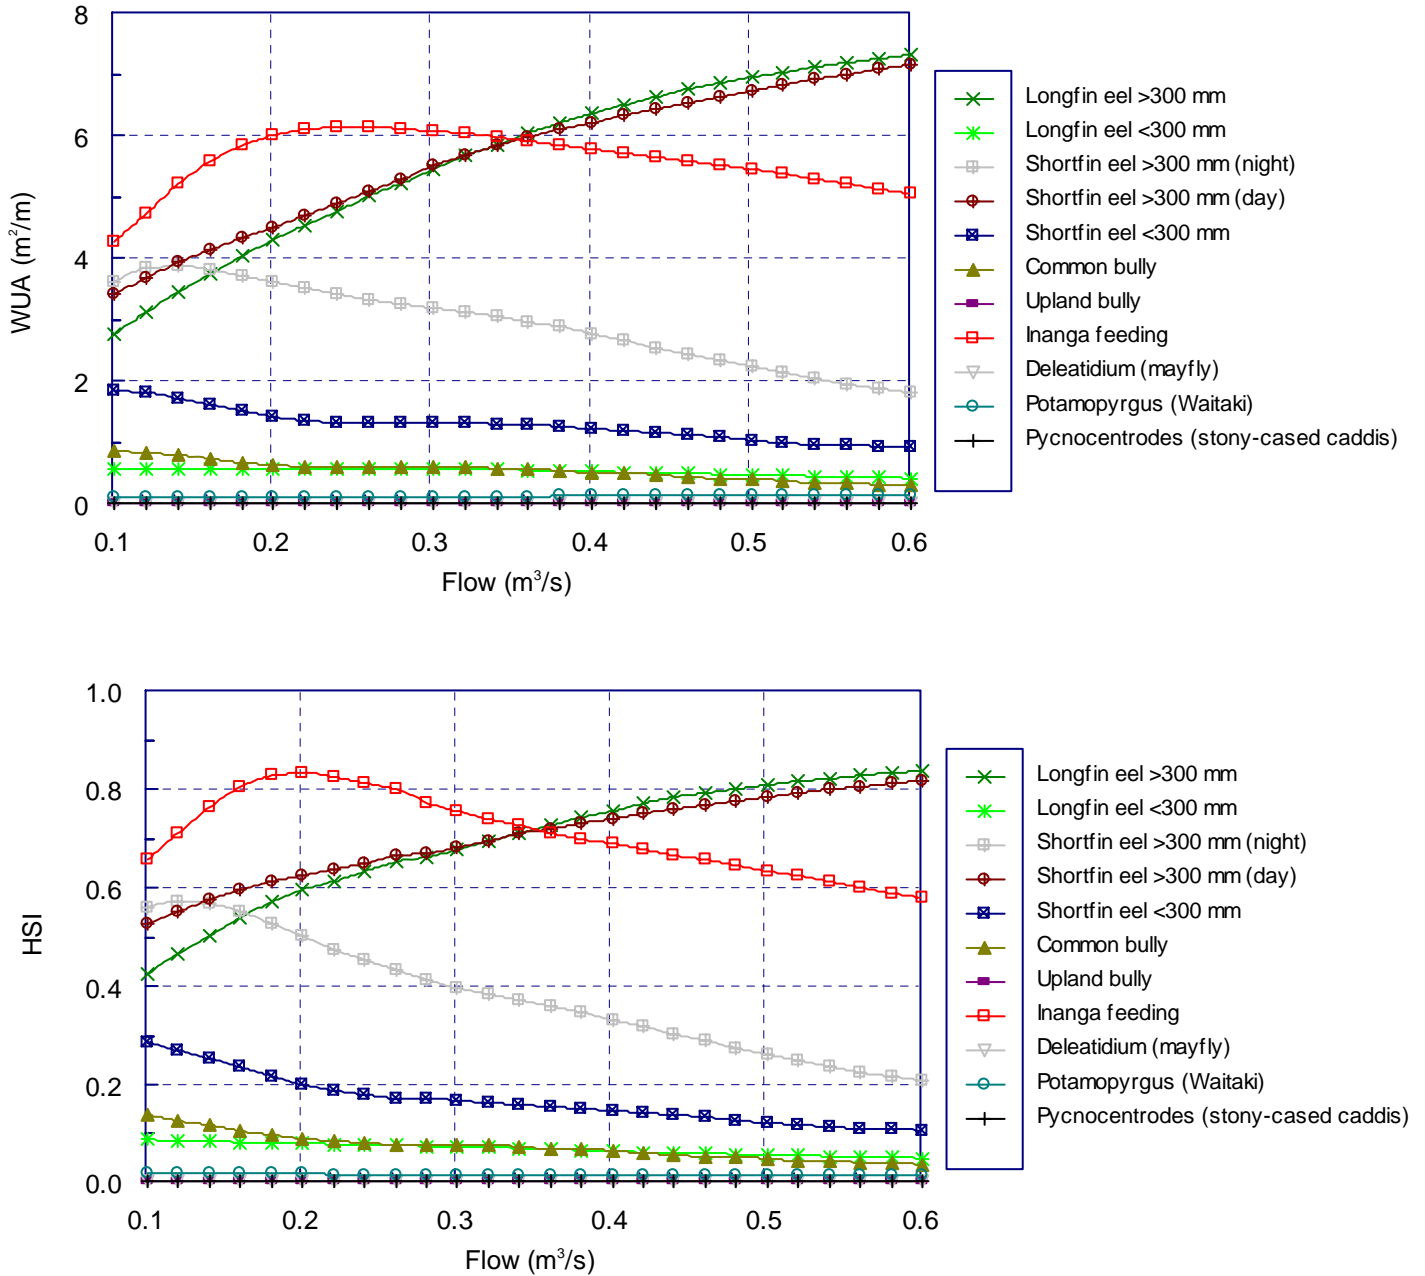 8
6
4
2
0
WUA (m²/m)
0.1 0.2 0.3 0.4 0.5 0.6
Flow (m³/s)
Longfin eel >300 mm
Longfin eel <300 mm
Shortfin eel >300 mm (night)
Shortfin eel >300 mm (day)
Shortfin eel <300 mm
Common bully
Upland bully
Inanga feeding
Deleatidium (mayfly)
Potamopyrgus (Waitaki)
Pycnocentrodes (stony-cased caddis)
1.0
0.8
0.6
0.4
0.2
0.0
HSI
0.1 0.2 0.3 0.4 0.5 0.6
Flow (m³/s)
Longfin eel >300 mm
Longfin eel <300 mm
Shortfin eel >300 mm (night)
Shortfin eel >300 mm (day)
Shortfin eel <300 mm
Common bully
Upland bully
Inanga feeding
Deleatidium (mayfly)
Potamopyrgus (Waitaki)
Pycnocentrodes (stony-cased caddis)